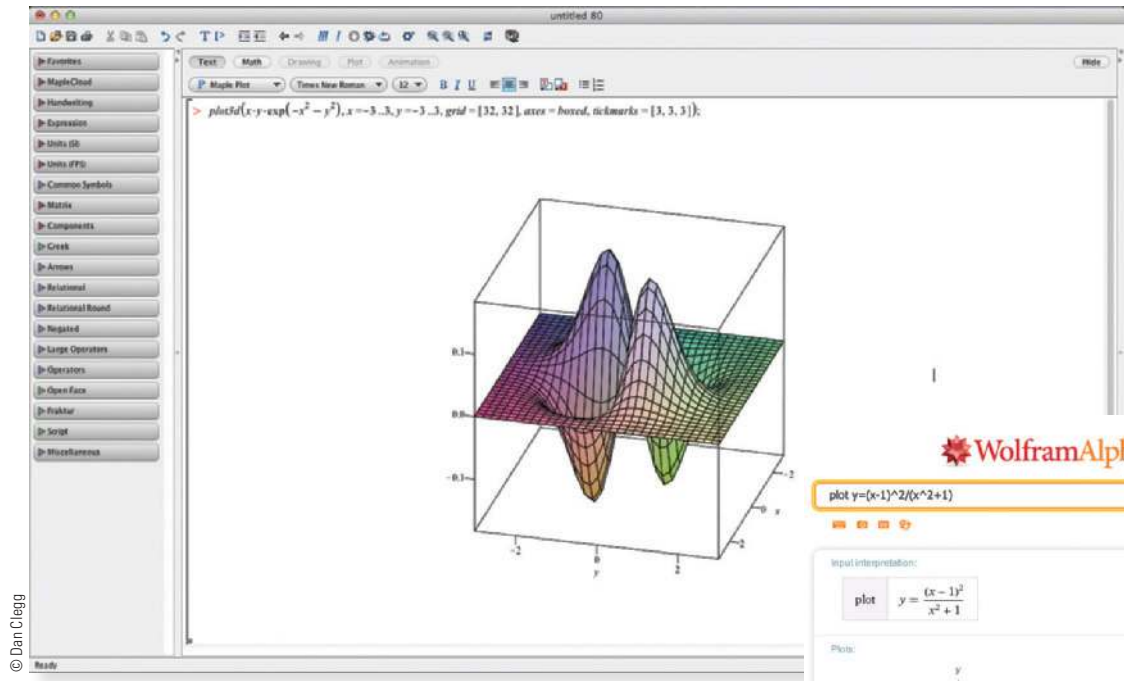 untitled 80
Favorites
MapleCloud
Handwriting
Expression
Units (SI)
Units (FPS)
Common Symbols
Matrix
Components
Greek
Arrows
Relational
Relational Round
Negated
Large Operators
Operators
Open Face
Fraktur
Script
Miscellaneous
Text Math Drawing Plot Animation Hide
P Maple Plot Times New Roman 12 B I U
> plot3d(x·y·exp(−x² − y²), x =−3 ..3, y =−3 ..3, grid = [32, 32], axes = boxed, tickmarks = [3, 3, 3]);
0.1
0.0
−0.1
−2
0
2
y
−2
0
x
2
Ready
© Dan Clegg
WolframAlp
plot y=(x-1)^2/(x^2+1)
Input interpretation:
plot y = (x − 1)² / x² + 1
Plots:
y